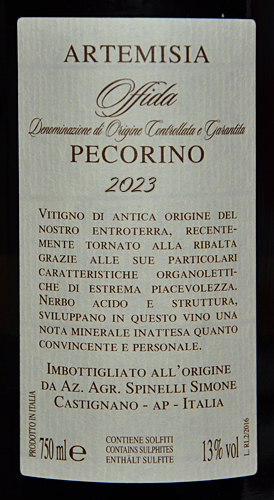 ARTEMISIA
Offida
Denominazione di Origine Controllata e Garantita
PECORINO
2023
VITIGNO DI ANTICA ORIGINE DEL
NOSTRO ENTROTERRA, RECENTE-
MENTE TORNATO ALLA RIBALTA
GRAZIE ALLE SUE PARTICOLARI
CARATTERISTICHE ORGANOLETTI-
CHE DI ESTREMA PIACEVOLEZZA.
NERBO ACIDO E STRUTTURA,
SVILUPPANO IN QUESTO VINO UNA
NOTA MINERALE INATTESA QUANTO
CONVINCENTE E PERSONALE.
IMBOTTIGLIATO ALL'ORIGINE
DA AZ. AGR. SPINELLI SIMONE
CASTIGNANO - AP - ITALIA
PRODOTTO IN ITALIA
750 ml e
CONTIENE SOLFITI
CONTAINS SULPHITES
ENTHÄLT SULFITE
13% vol
L. RL2/2016